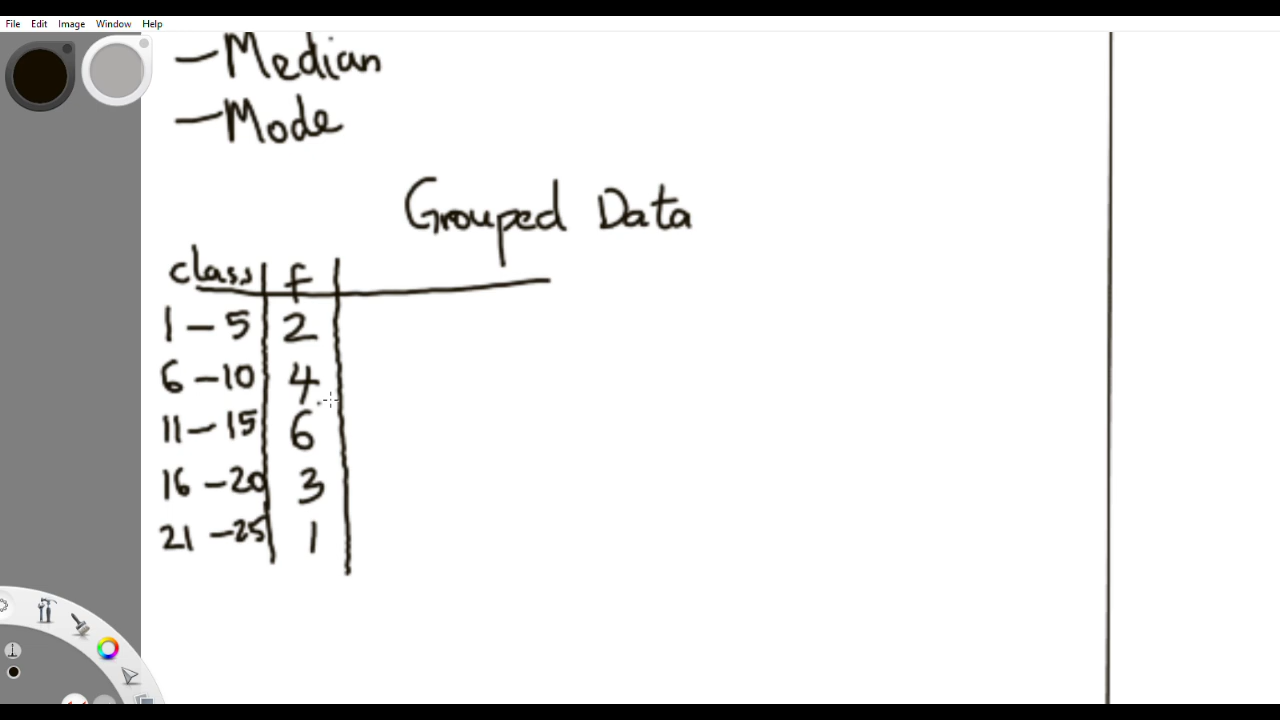 File Edit Image Window Help
—Median
—Mode
Grouped Data
class f
1 – 5 2
6 – 10 4
11 – 15 6
16 – 20 3
21 – 25 1